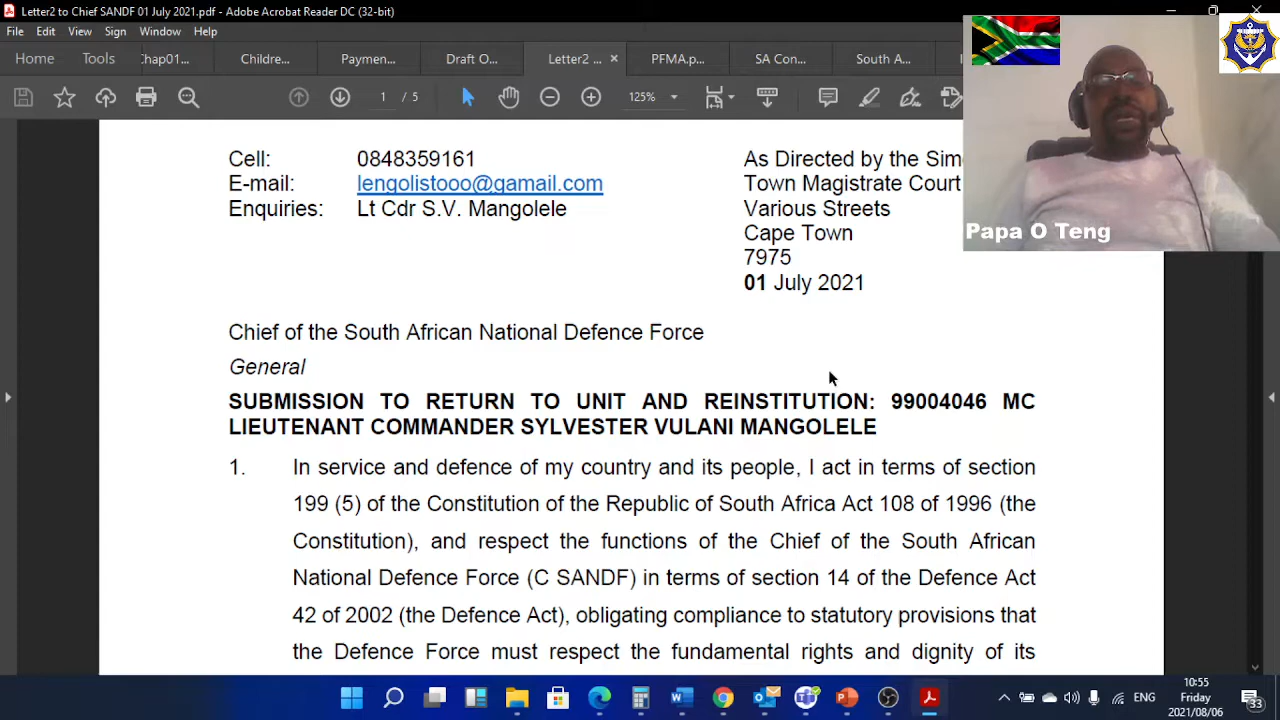 Letter2 to Chief SANDF 01 July 2021.pdf - Adobe Acrobat Reader DC (32-bit)
File Edit View Sign Window Help
Home Tools Chap01... Childre... Paymen... Draft O... Letter2 ... PFMA.p... SA Con... South A...
1 / 5 125%
Cell: 0848359161
E-mail: lengolistooo@gamail.com
Enquiries: Lt Cdr S.V. Mangolele
As Directed by the Sim
Town Magistrate Court
Various Streets
Cape Town
7975
01 July 2021
Papa O Teng
Chief of the South African National Defence Force
General
SUBMISSION TO RETURN TO UNIT AND REINSTITUTION: 99004046 MC
LIEUTENANT COMMANDER SYLVESTER VULANI MANGOLELE
1. In service and defence of my country and its people, I act in terms of section
199 (5) of the Constitution of the Republic of South Africa Act 108 of 1996 (the
Constitution), and respect the functions of the Chief of the South African
National Defence Force (C SANDF) in terms of section 14 of the Defence Act
42 of 2002 (the Defence Act), obligating compliance to statutory provisions that
the Defence Force must respect the fundamental rights and dignity of its
ENG
10:55
Friday
2021/08/06
33